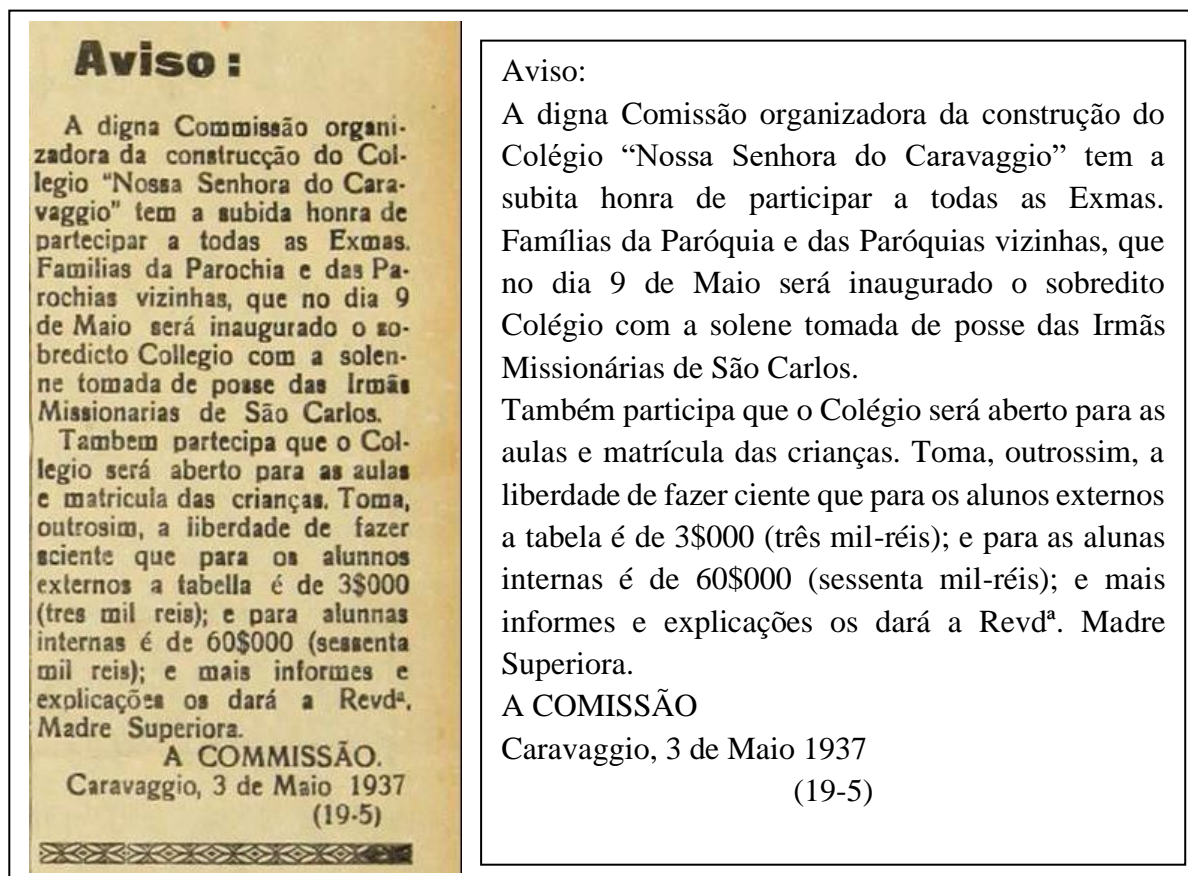 Aviso:
A digna Commissão organi-
zadora da construcção do Col-
legio "Nossa Senhora do Cara-
vaggio" tem a subida honra de
partecipar a todas as Exmas.
Familias da Parochia e das Pa-
rochias vizinhas, que no dia 9
de Maio será inaugurado o so-
bredicto Collegio com a solen-
ne tomada de posse das Irmãs
Missionarias de São Carlos.
Tambem partecipa que o Col-
legio será aberto para as aulas
e matricula das crianças. Toma,
outrosim, a liberdade de fazer
sciente que para os alunnos
externos a tabella é de 3$000
(tres mil reis); e para alunnas
internas é de 60$000 (sessenta
mil reis); e mais informes e
explicações os dará a Revdª.
Madre Superiora.
A COMMISSÃO.
Caravaggio, 3 de Maio 1937
(19-5)
Aviso:
A digna Comissão organizadora da construção do
Colégio “Nossa Senhora do Caravaggio” tem a
subita honra de participar a todas as Exmas.
Famílias da Paróquia e das Paróquias vizinhas, que
no dia 9 de Maio será inaugurado o sobredito
Colégio com a solene tomada de posse das Irmãs
Missionárias de São Carlos.
Também participa que o Colégio será aberto para as
aulas e matrícula das crianças. Toma, outrossim, a
liberdade de fazer ciente que para os alunos externos
a tabela é de 3$000 (três mil-réis); e para as alunas
internas é de 60$000 (sessenta mil-réis); e mais
informes e explicações os dará a Revdª. Madre
Superiora.
A COMISSÃO
Caravaggio, 3 de Maio 1937
(19-5)